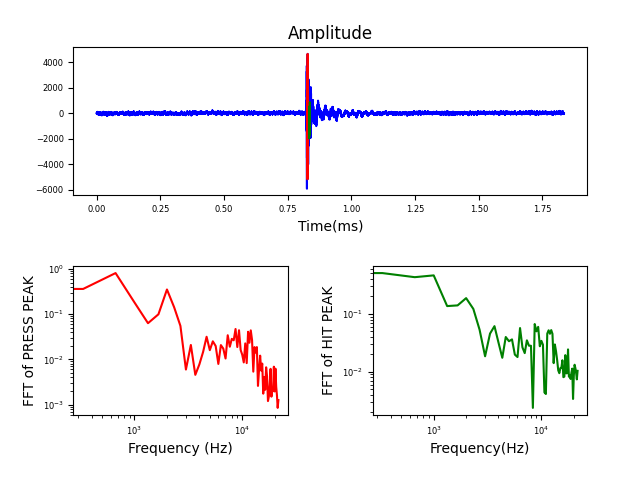 Amplitude
4000
2000
0
−2000
−4000
−6000
0.00 0.25 0.50 0.75 1.00 1.25 1.50 1.75
Time(ms)
FFT of PRESS PEAK
10⁰
10⁻¹
10⁻²
10⁻³
10³ 10⁴
Frequency (Hz)
FFT of HIT PEAK
10⁻¹
10⁻²
10³ 10⁴
Frequency(Hz)